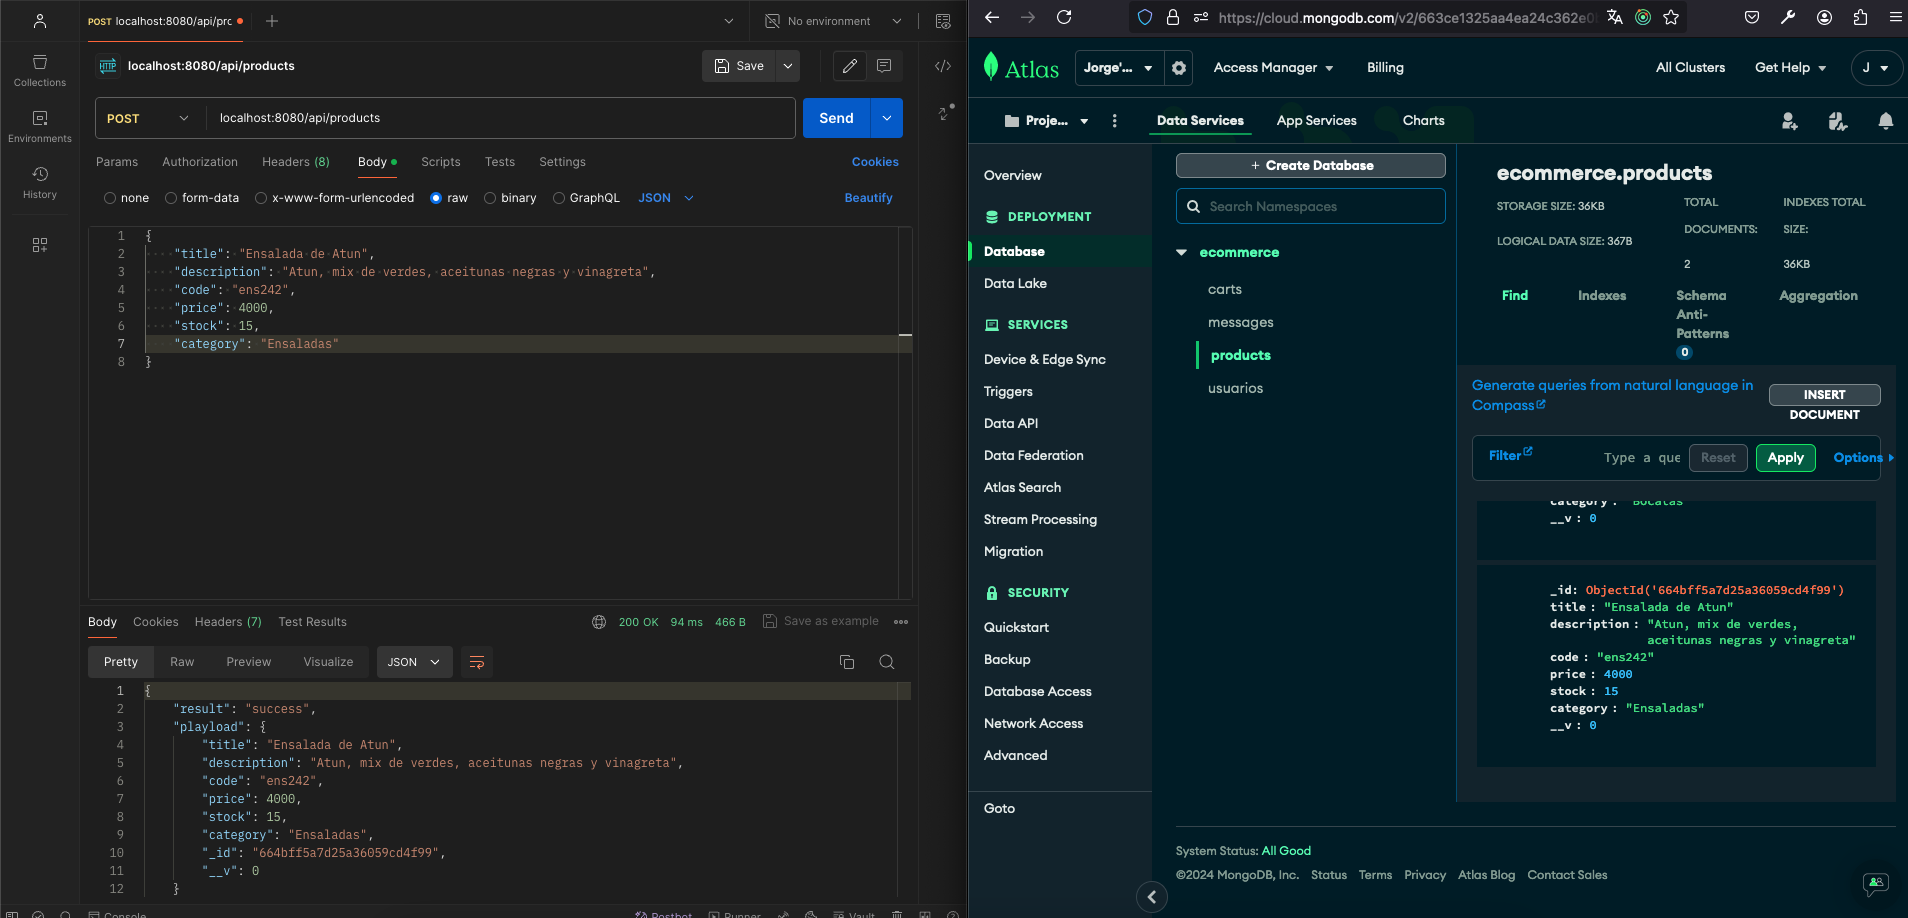 POST localhost:8080/api/prc
No environment
HTTP localhost:8080/api/products
Save
POST localhost:8080/api/products
Send
Params Authorization Headers (8) Body Scripts Tests Settings Cookies
none form-data x-www-form-urlencoded raw binary GraphQL JSON Beautify
Collections
Environments
History
1 {
2 "title": "Ensalada de Atun",
3 "description": "Atun, mix de verdes, aceitunas negras y vinagreta",
4 "code": "ens242",
5 "price": 4000,
6 "stock": 15,
7 "category": "Ensaladas"
8 }
Body Cookies Headers (7) Test Results 200 OK 94 ms 466 B Save as example
Pretty Raw Preview Visualize JSON
1 {
2 "result": "success",
3 "playload": {
4 "title": "Ensalada de Atun",
5 "description": "Atun, mix de verdes, aceitunas negras y vinagreta",
6 "code": "ens242",
7 "price": 4000,
8 "stock": 15,
9 "category": "Ensaladas",
10 "_id": "664bff5a7d25a36059cd4f99",
11 "__v": 0
12 }
Console Postbot Runner Vault
https://cloud.mongodb.com/v2/663ce1325aa4ea24c362e0
Atlas Jorge'... Access Manager Billing All Clusters Get Help J
Proje... Data Services App Services Charts
Overview
DEPLOYMENT
Database
Data Lake
SERVICES
Device & Edge Sync
Triggers
Data API
Data Federation
Atlas Search
Stream Processing
Migration
SECURITY
Quickstart
Backup
Database Access
Network Access
Advanced
Goto
+ Create Database
Search Namespaces
ecommerce
carts
messages
products
usuarios
ecommerce.products
STORAGE SIZE: 36KB
LOGICAL DATA SIZE: 367B
TOTAL
DOCUMENTS:
2
INDEXES TOTAL
SIZE:
36KB
Find Indexes Schema
Anti-
Patterns
0
Aggregation
Generate queries from natural language in
Compass
INSERT
DOCUMENT
Filter Type a que Reset Apply Options
category: "Bocatas
__v: 0
_id: ObjectId('664bff5a7d25a36059cd4f99')
title: "Ensalada de Atun"
description: "Atun, mix de verdes,
aceitunas negras y vinagreta"
code: "ens242"
price: 4000
stock: 15
category: "Ensaladas"
__v: 0
System Status: All Good
©2024 MongoDB, Inc. Status Terms Privacy Atlas Blog Contact Sales